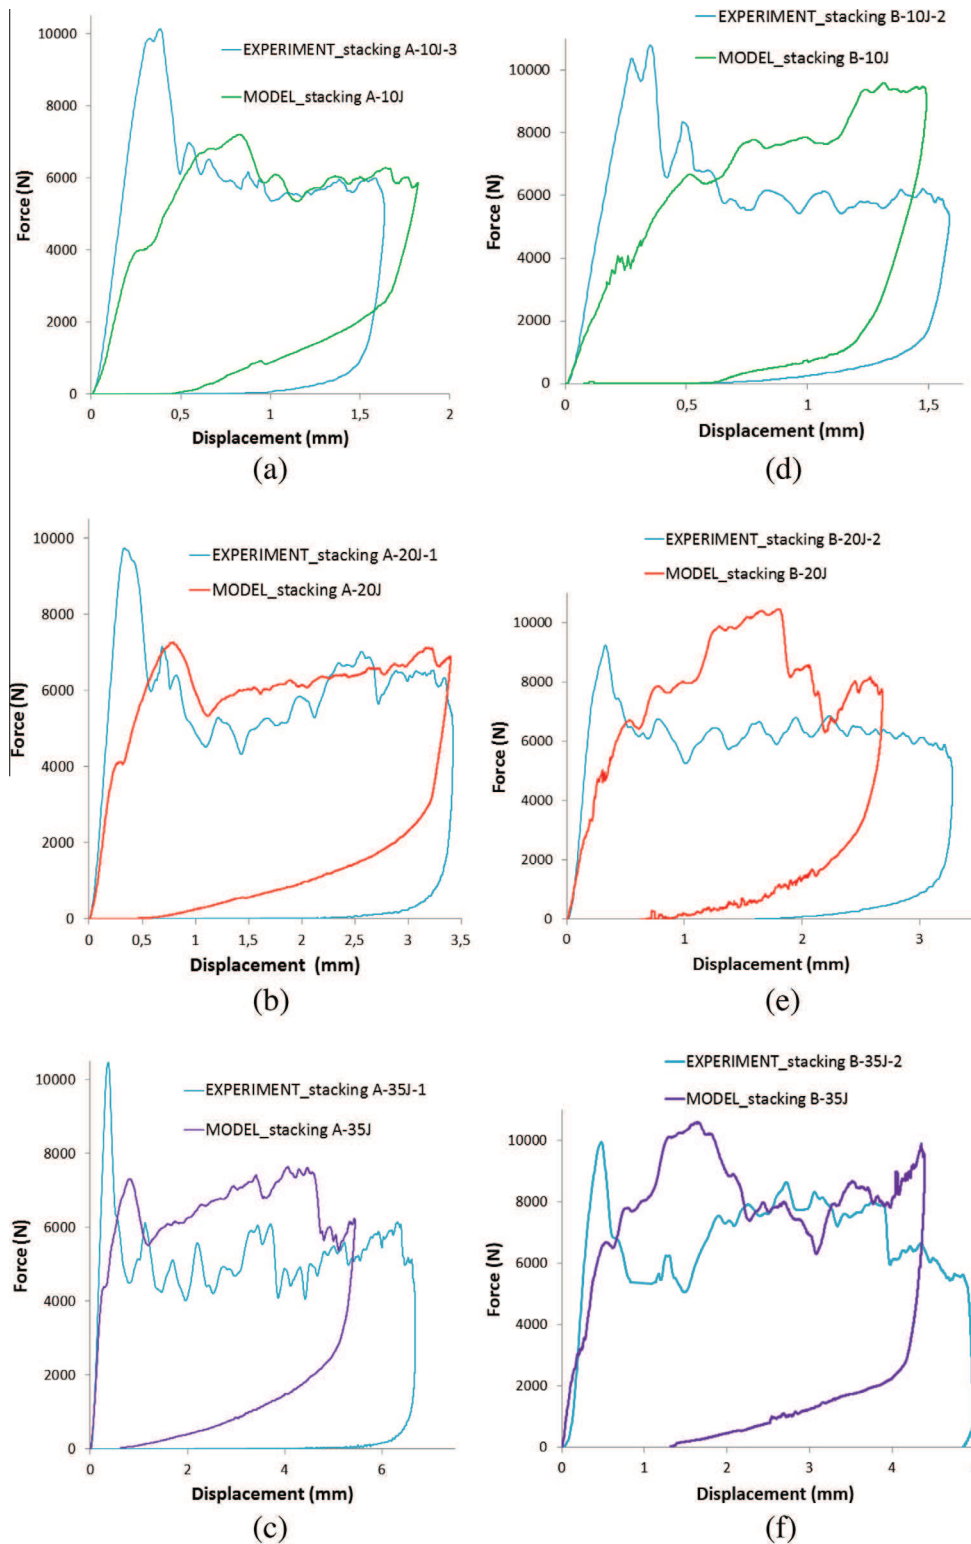 EXPERIMENT_stacking A-10J-3
MODEL_stacking A-10J
Force (N)
10000
8000
6000
4000
2000
0
0
0,5
1
1,5
2
Displacement (mm)
(a)
EXPERIMENT_stacking B-10J-2
MODEL_stacking B-10J
Force (N)
10000
8000
6000
4000
2000
0
0
0,5
1
1,5
Displacement (mm)
(d)
EXPERIMENT_stacking A-20J-1
MODEL_stacking A-20J
Force (N)
10000
8000
6000
4000
2000
0
0
0,5
1
1,5
2
2,5
3
3,5
Displacement (mm)
(b)
EXPERIMENT_stacking B-20J-2
MODEL_stacking B-20J
Force (N)
10000
8000
6000
4000
2000
0
0
1
2
3
Displacement (mm)
(e)
EXPERIMENT_stacking A-35J-1
MODEL_stacking A-35J
Force (N)
10000
8000
6000
4000
2000
0
0
2
4
6
Displacement (mm)
(c)
EXPERIMENT_stacking B-35J-2
MODEL_stacking B-35J
Force (N)
10000
8000
6000
4000
2000
0
0
1
2
3
4
Displacement (mm)
(f)